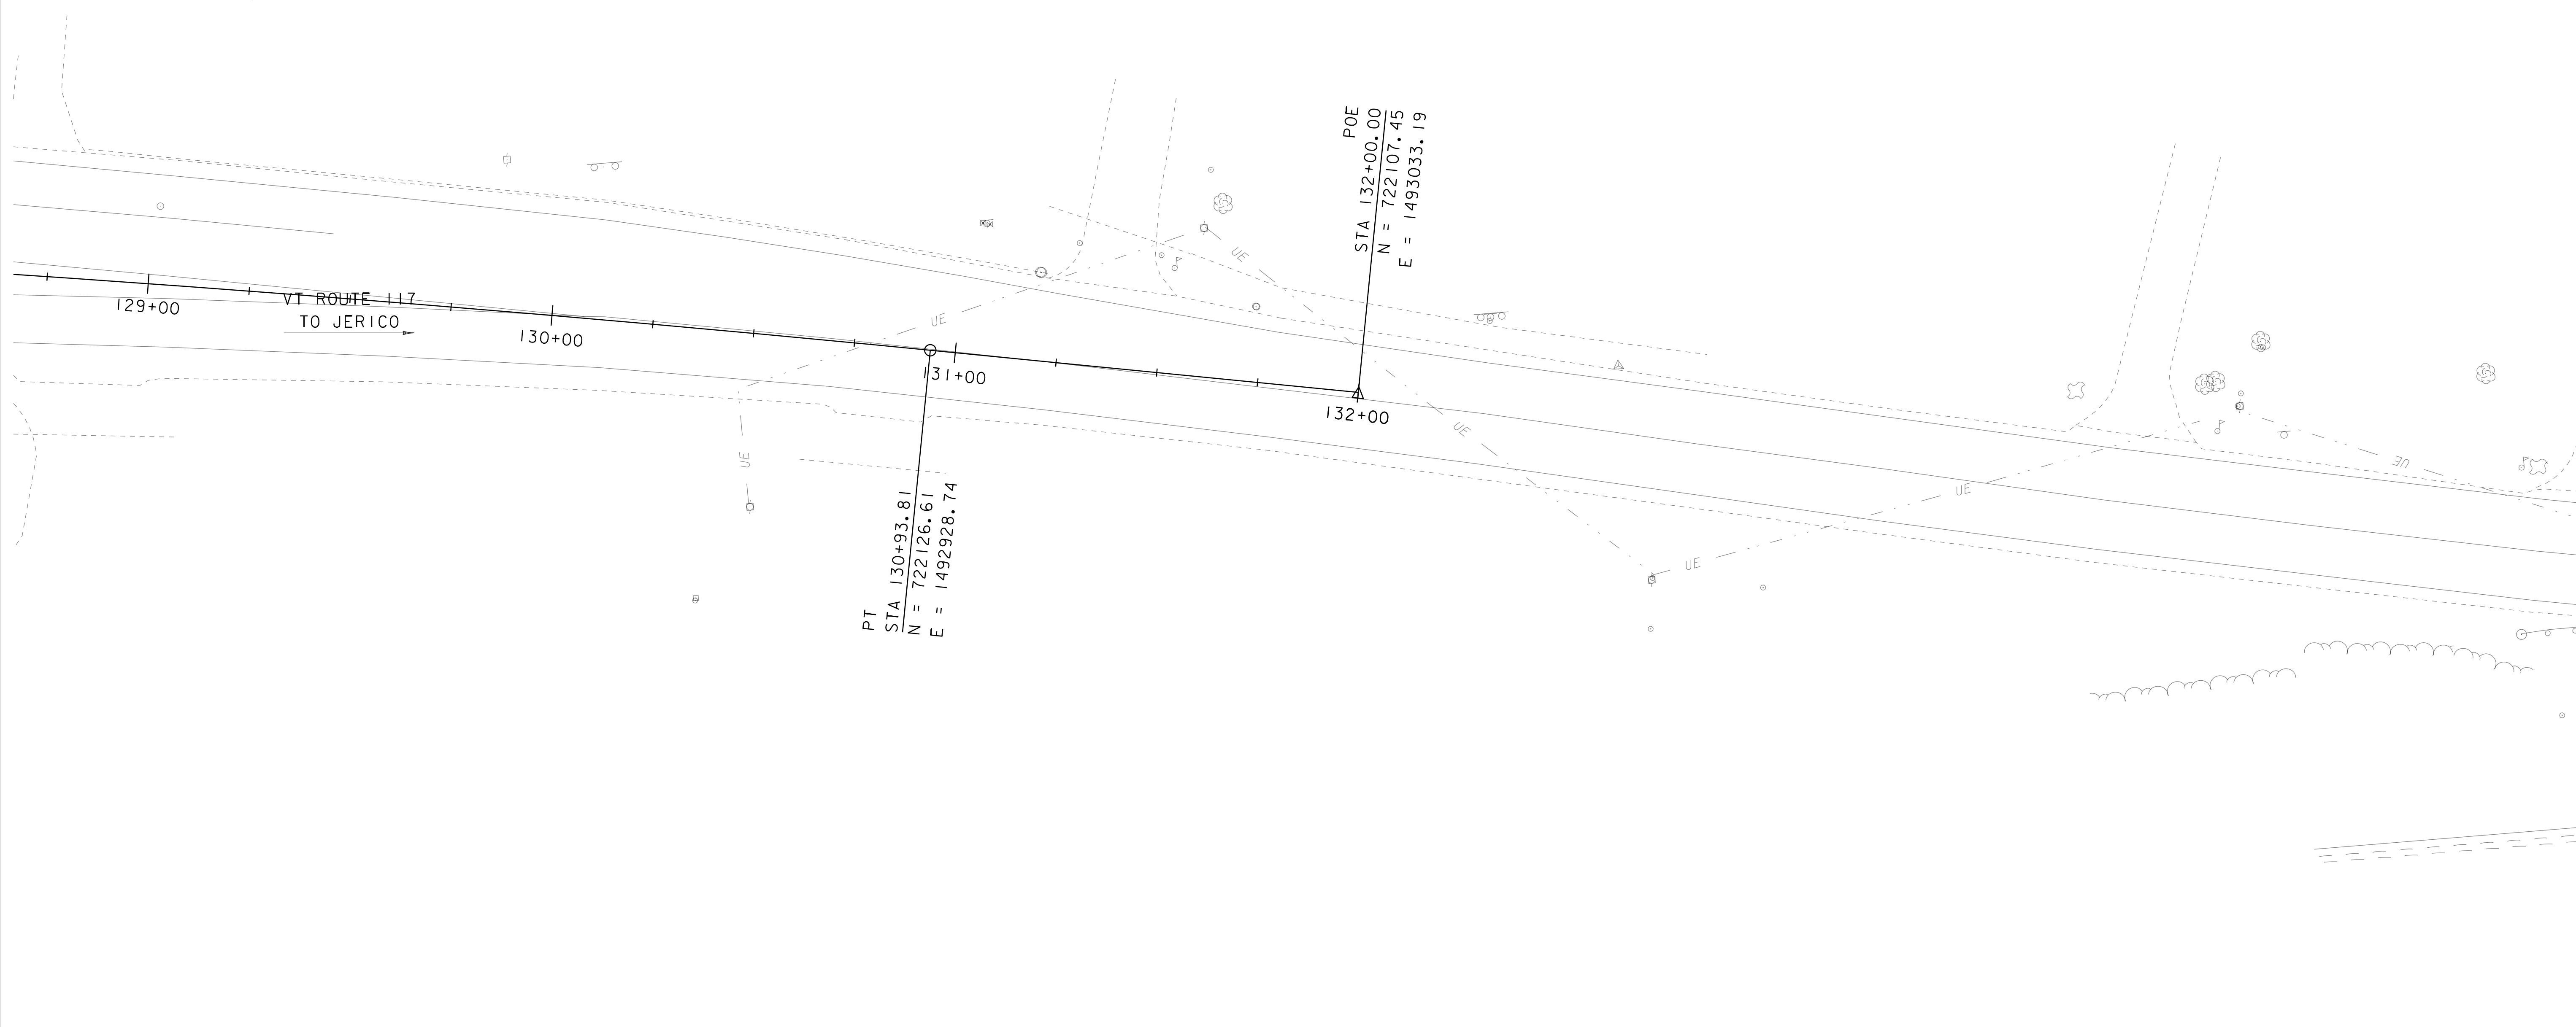 POE
STA 132+00.00
N = 722107.45
E = 1493033.19
UE
VT ROUTE 117
TO JERICO
129+00
130+00
131+00
132+00
UE
UE
UE
UE
UE
UE
PT
STA 130+93.81
N = 722126.61
E = 1492928.74